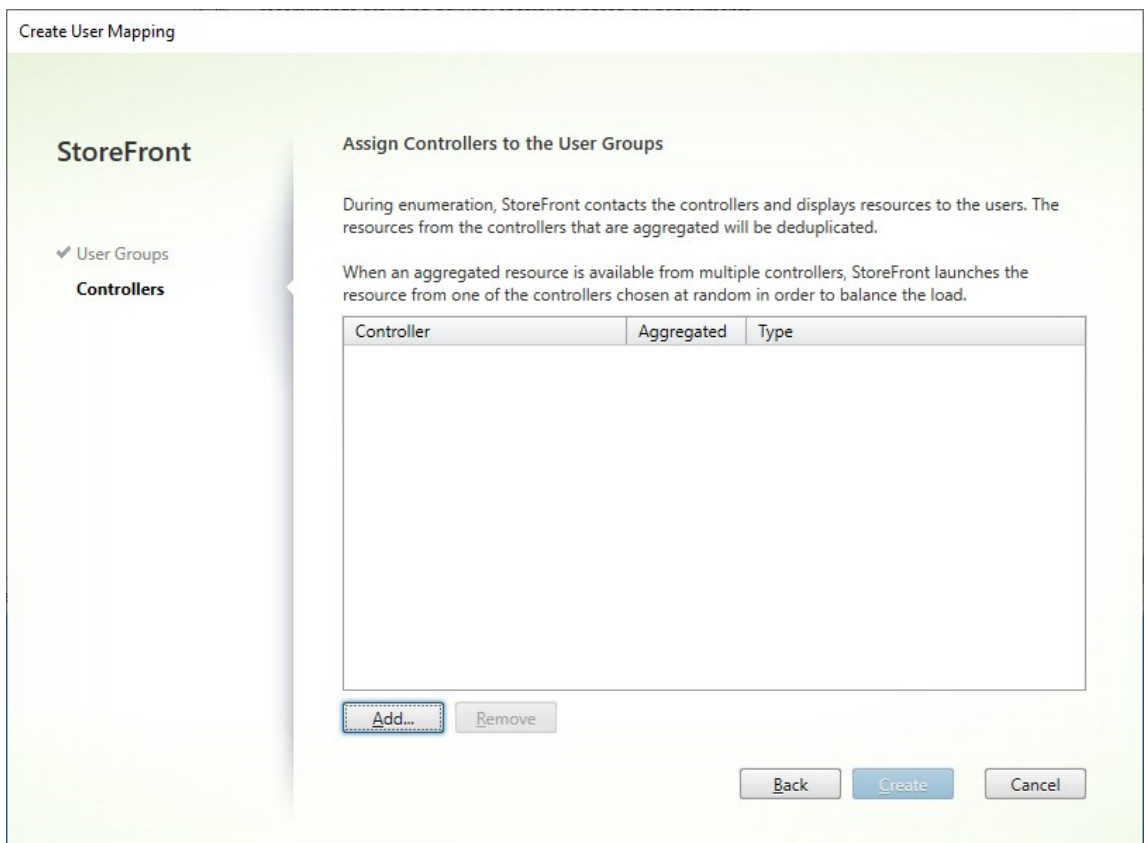 Create User Mapping
StoreFront
✔ User Groups
Controllers
Assign Controllers to the User Groups
During enumeration, StoreFront contacts the controllers and displays resources to the users. The
resources from the controllers that are aggregated will be deduplicated.
When an aggregated resource is available from multiple controllers, StoreFront launches the
resource from one of the controllers chosen at random in order to balance the load.
Controller Aggregated Type
Add... Remove
Back Create Cancel